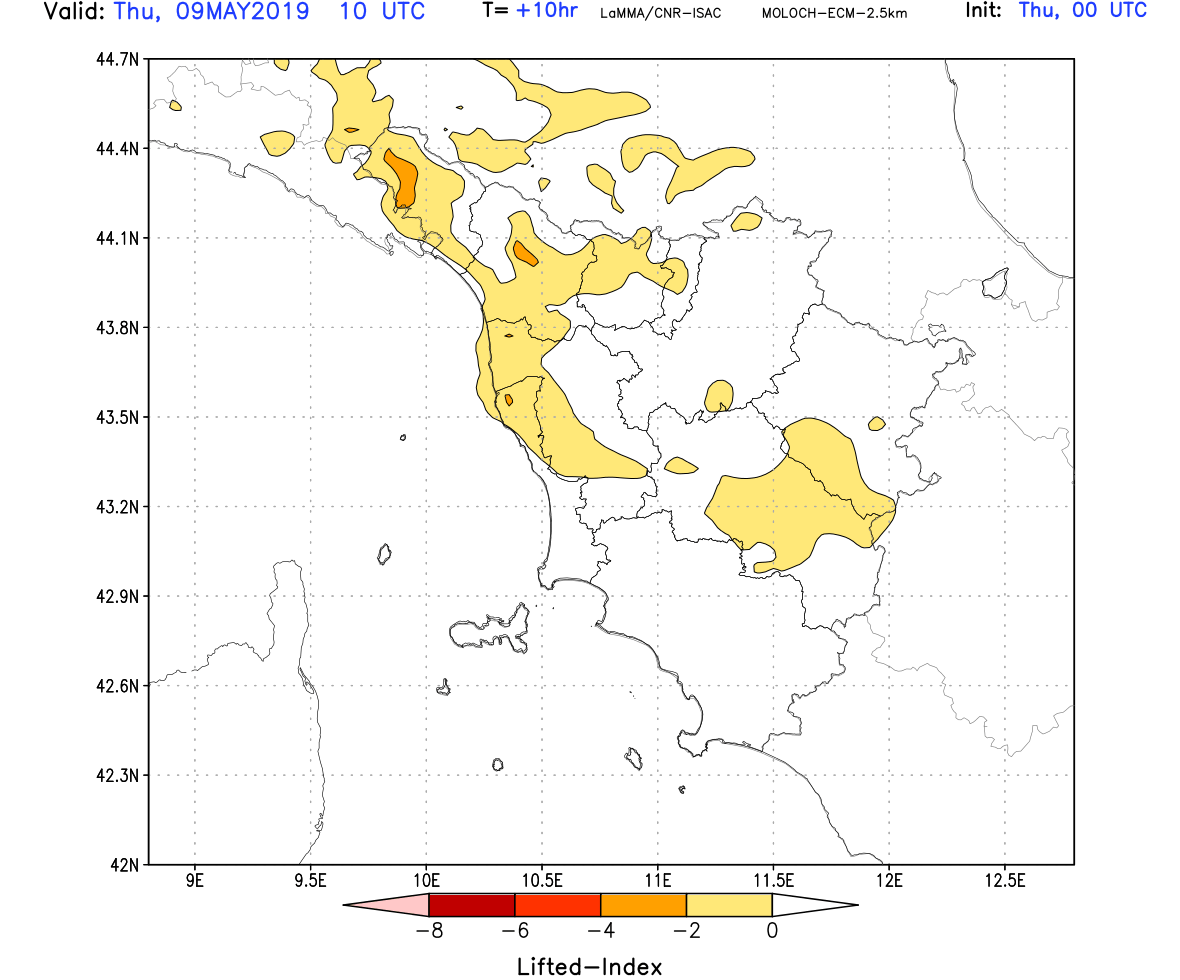 Valid: Thu, 09MAY2019 10 UTC T= +10hr LaMMA/CNR-ISAC MOLOCH-ECM-2.5km Init: Thu, 00 UTC
44.7N
44.4N
44.1N
43.8N
43.5N
43.2N
42.9N
42.6N
42.3N
42N
9E 9.5E 10E 10.5E 11E 11.5E 12E 12.5E
-8 -6 -4 -2 0
Lifted-Index